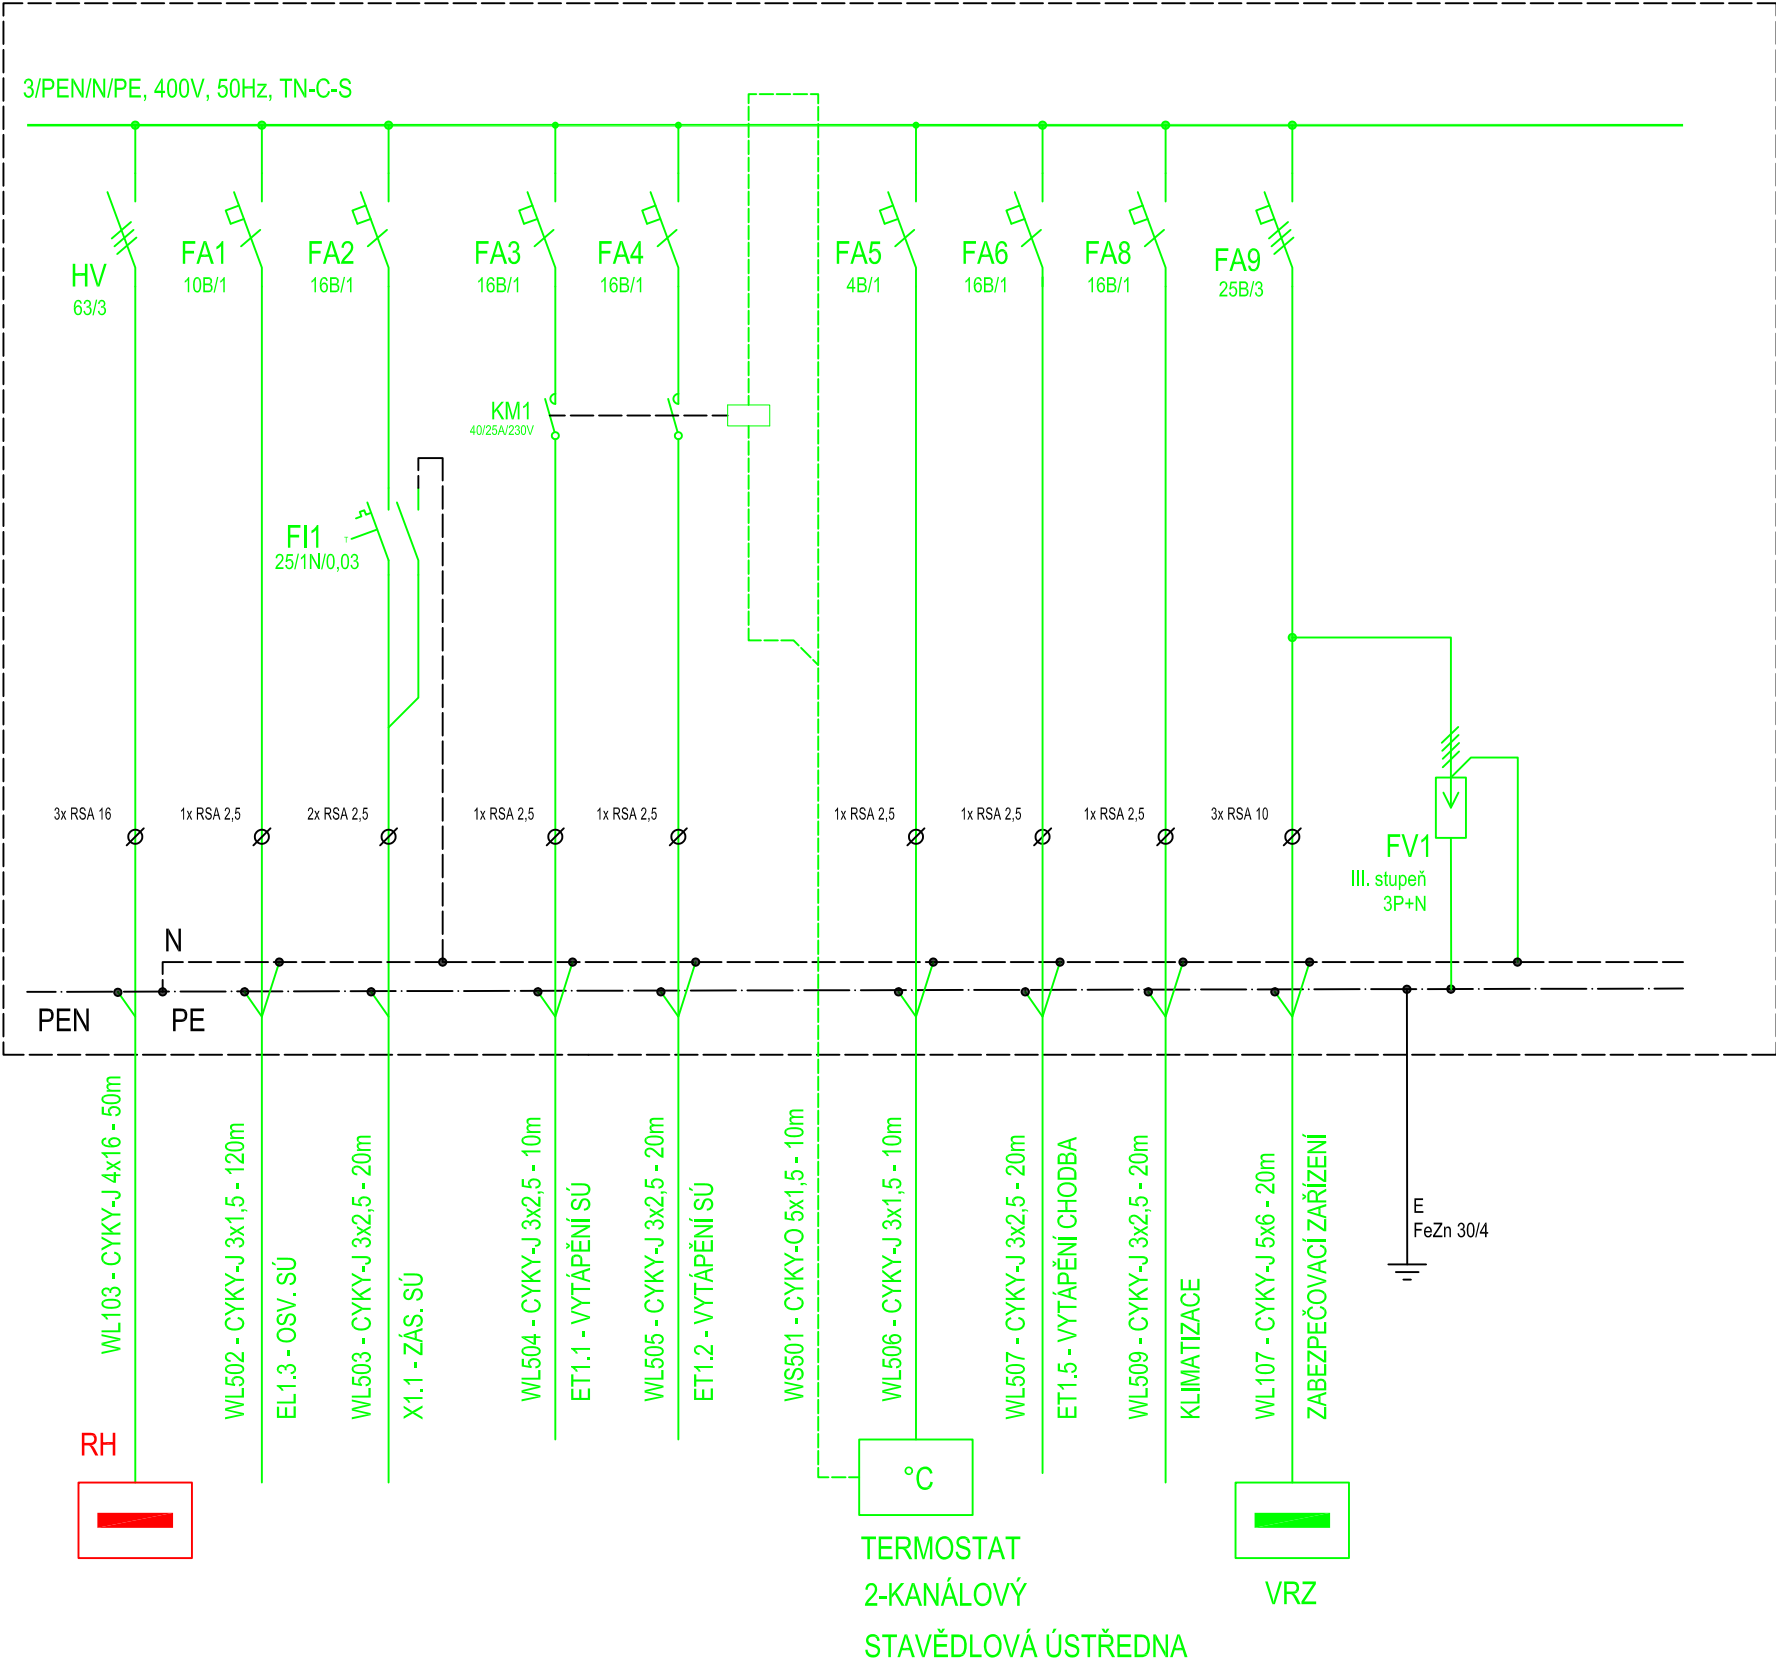 3/PEN/N/PE, 400V, 50Hz, TN-C-S
HV
63/3
FA1
10B/1
FA2
16B/1
FA3
16B/1
FA4
16B/1
FA5
4B/1
FA6
16B/1
FA8
16B/1
FA9
25B/3
KM1
40/25A/230V
FI1
25/1N/0,03
T
3x RSA 16
1x RSA 2,5
2x RSA 2,5
1x RSA 2,5
1x RSA 2,5
1x RSA 2,5
1x RSA 2,5
1x RSA 2,5
3x RSA 10
FV1
III. stupeň
3P+N
N
PEN
PE
WL103 - CYKY-J 4x16 - 50m
WL502 - CYKY-J 3x1,5 - 120m
EL1.3 - OSV. SÚ
WL503 - CYKY-J 3x2,5 - 20m
X1.1 - ZÁS. SÚ
WL504 - CYKY-J 3x2,5 - 10m
ET1.1 - VYTÁPĚNÍ SÚ
WL505 - CYKY-J 3x2,5 - 20m
ET1.2 - VYTÁPĚNÍ SÚ
WS501 - CYKY-O 5x1,5 - 10m
WL506 - CYKY-J 3x1,5 - 10m
WL507 - CYKY-J 3x2,5 - 20m
ET1.5 - VYTÁPĚNÍ CHODBA
WL509 - CYKY-J 3x2,5 - 20m
KLIMATIZACE
WL107 - CYKY-J 5x6 - 20m
ZABEZPEČOVACÍ ZAŘÍZENÍ
E
FeZn 30/4
RH
°C
TERMOSTAT
2-KANÁLOVÝ
STAVĚDLOVÁ ÚSTŘEDNA
VRZ